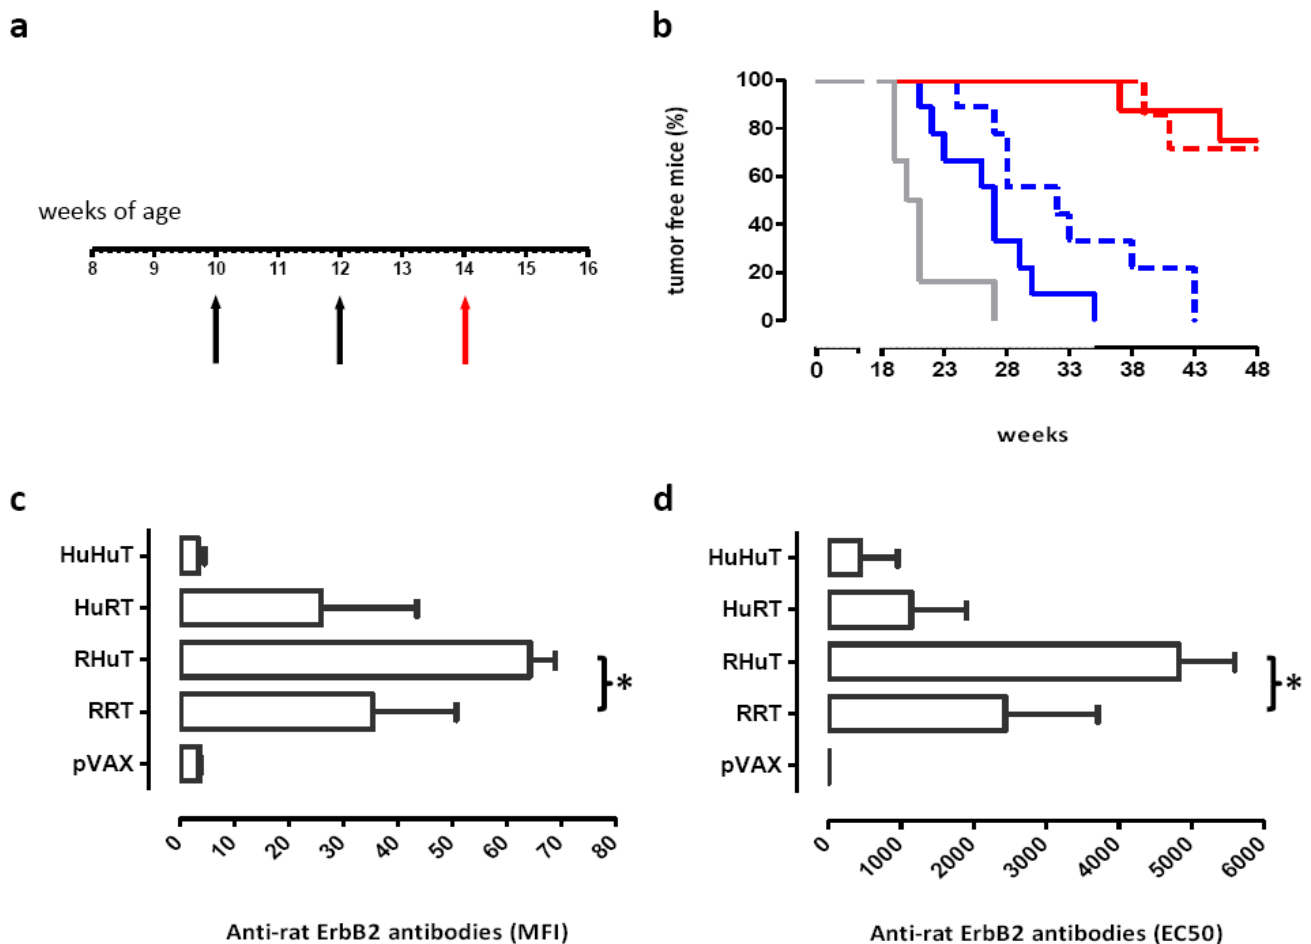 a
weeks of age
8 9 10 11 12 13 14 15 16
b
tumor free mice (%)
100
80
60
40
20
0
0 18 23 28 33 38 43 48
weeks
c
HuHuT
HuRT
RHuT
RRT
pVAX
*
0 10 20 30 40 50 60 70 80
Anti-rat ErbB2 antibodies (MFI)
d
HuHuT
HuRT
RHuT
RRT
pVAX
*
0 1000 2000 3000 4000 5000 6000
Anti-rat ErbB2 antibodies (EC50)